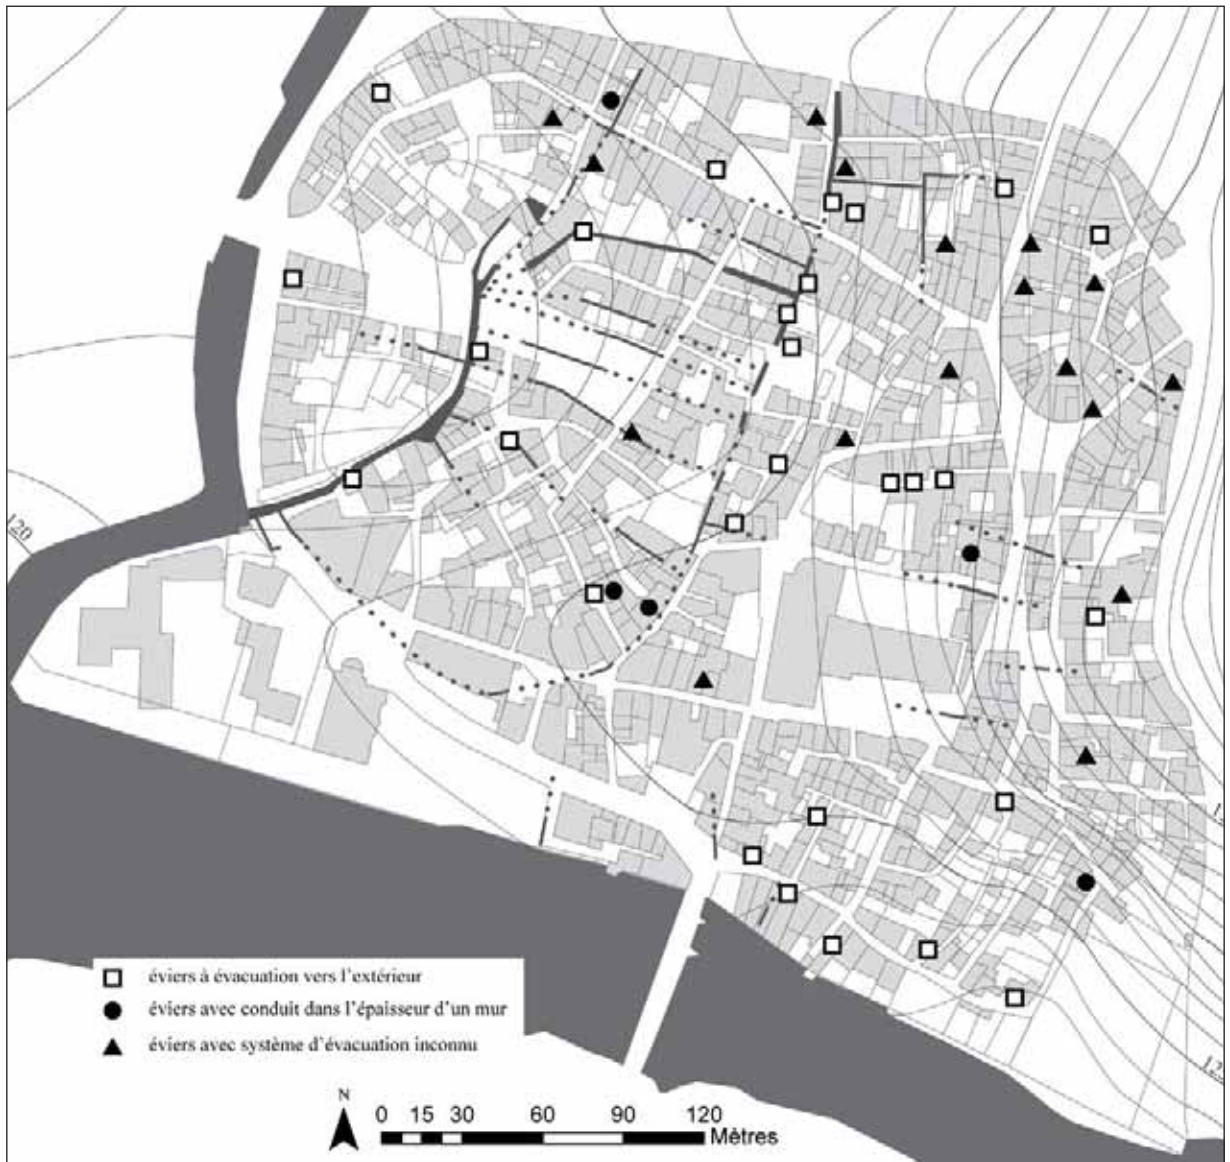 120
éviers à évacuation vers l'extérieur
éviers avec conduit dans l'épaisseur d'un mur
éviers avec système d'évacuation inconnu
N
0 15 30 60 90 120
Mètres